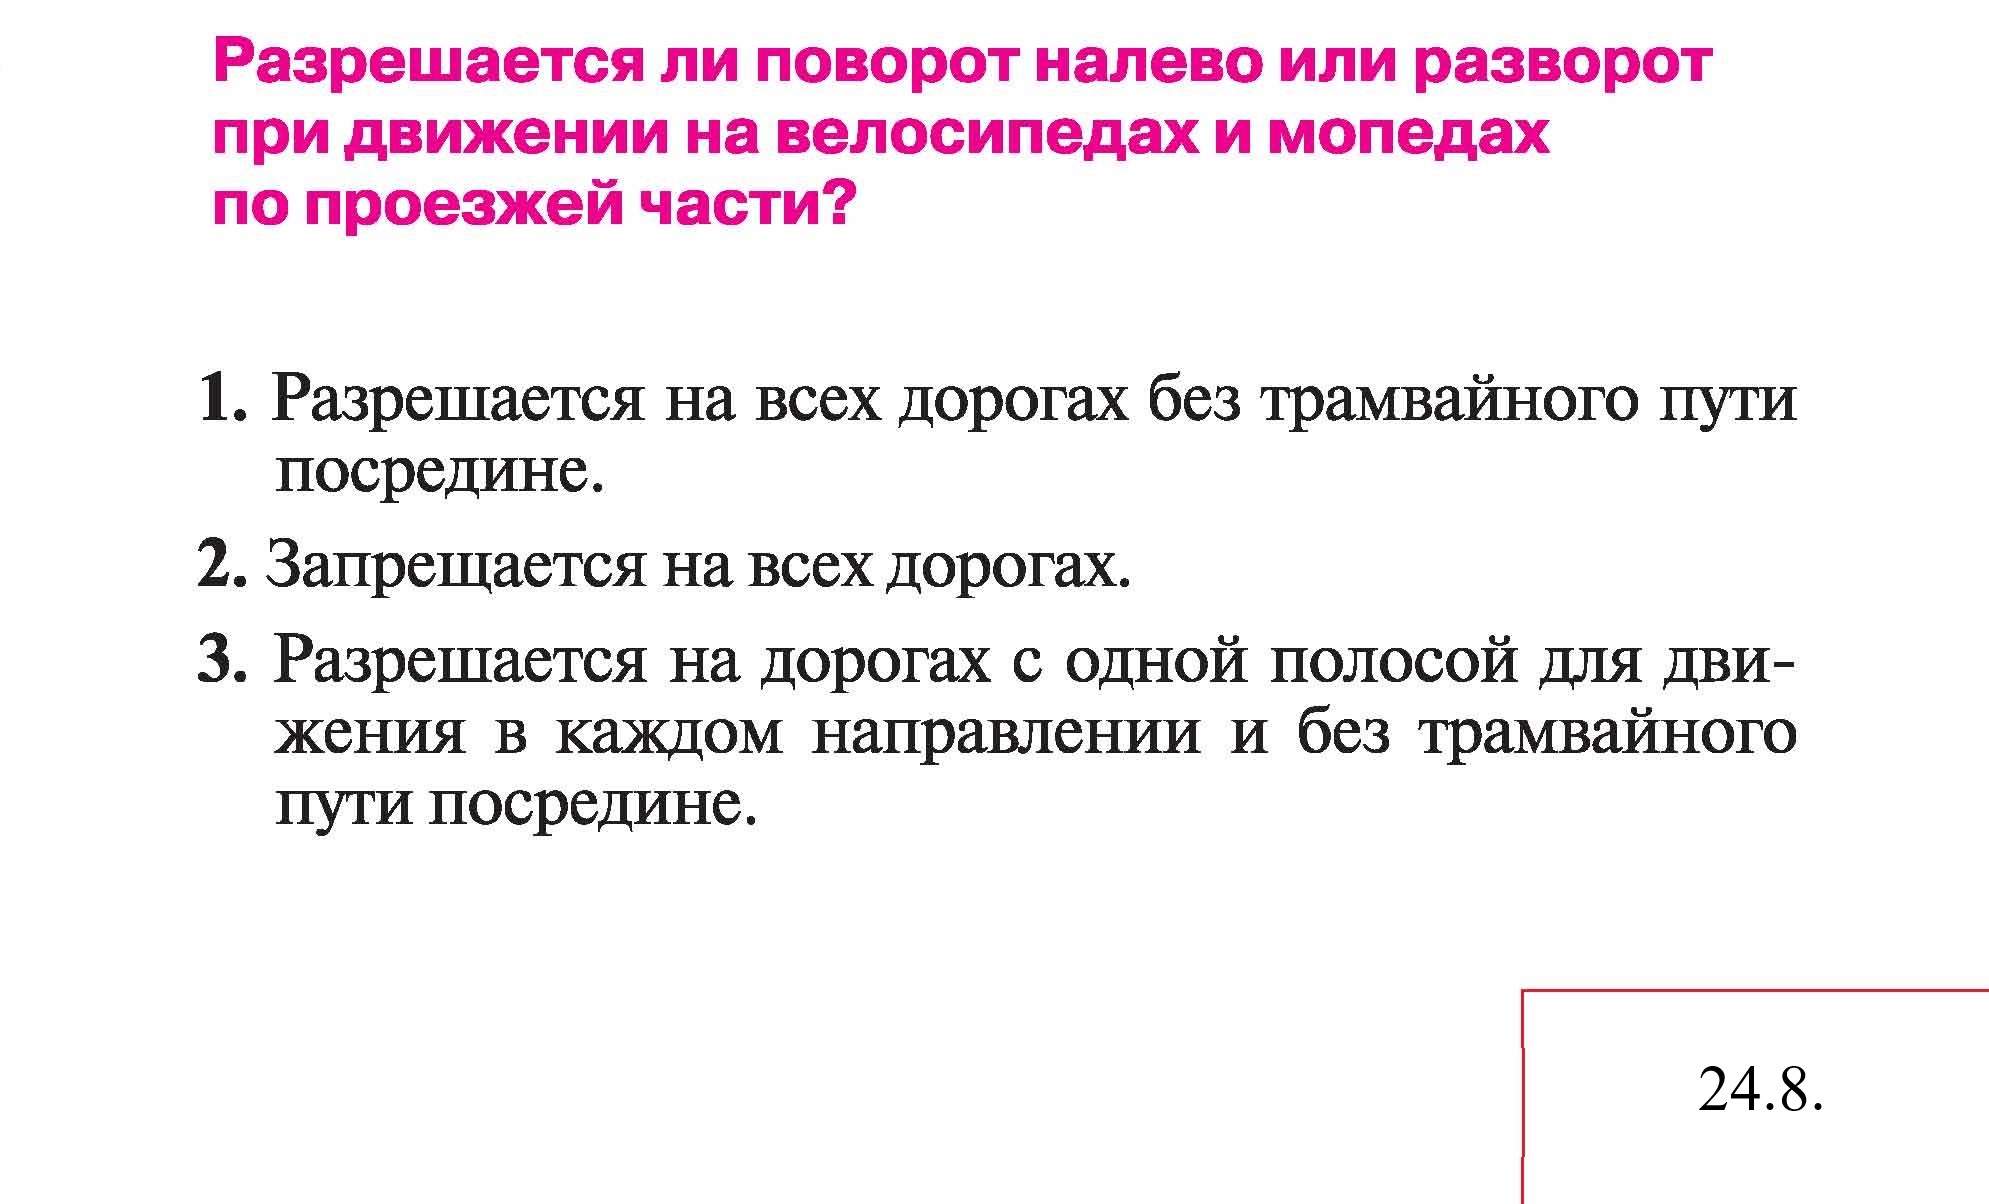 Разрешается ли поворот налево или разворот
при движении на велосипедах и мопедах
по проезжей части?
1. Разрешается на всех дорогах без трамвайного пути
посредине.
2. Запрещается на всех дорогах.
3. Разрешается на дорогах с одной полосой для дви-
жения в каждом направлении и без трамвайного
пути посредине.
24.8.